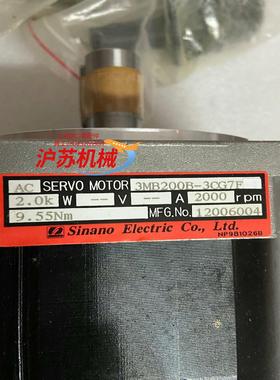 沪苏机械
AC SERVO MOTOR 3MB200B-3CG7F
2.0k W -- V -- A 2000 rpm
9.55Nm MFG.No. 12006004
Sinano Electric Co., Ltd.
NP981026B